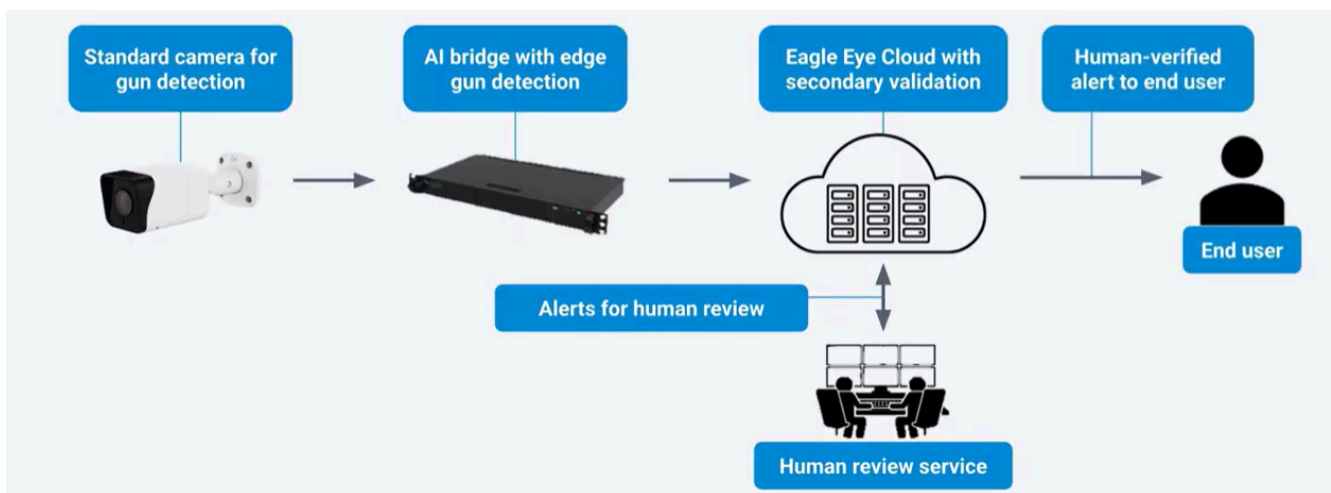 Standard camera for
gun detection
AI bridge with edge
gun detection
Eagle Eye Cloud with
secondary validation
Human-verified
alert to end user
End user
Alerts for human review
Human review service